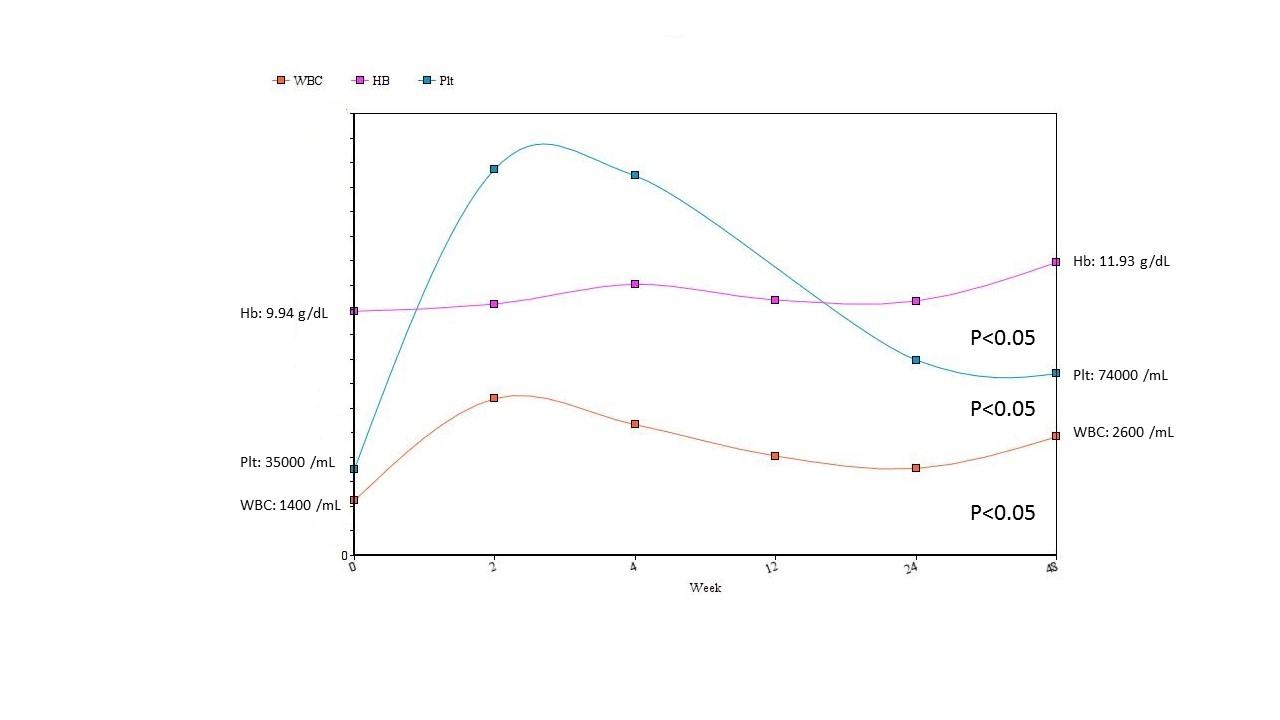 WBC HB Plt
Hb: 9.94 g/dL
Plt: 35000 /mL
WBC: 1400 /mL
Hb: 11.93 g/dL
P<0.05
Plt: 74000 /mL
P<0.05
WBC: 2600 /mL
P<0.05
0
0 2 4 12 24 48
Week